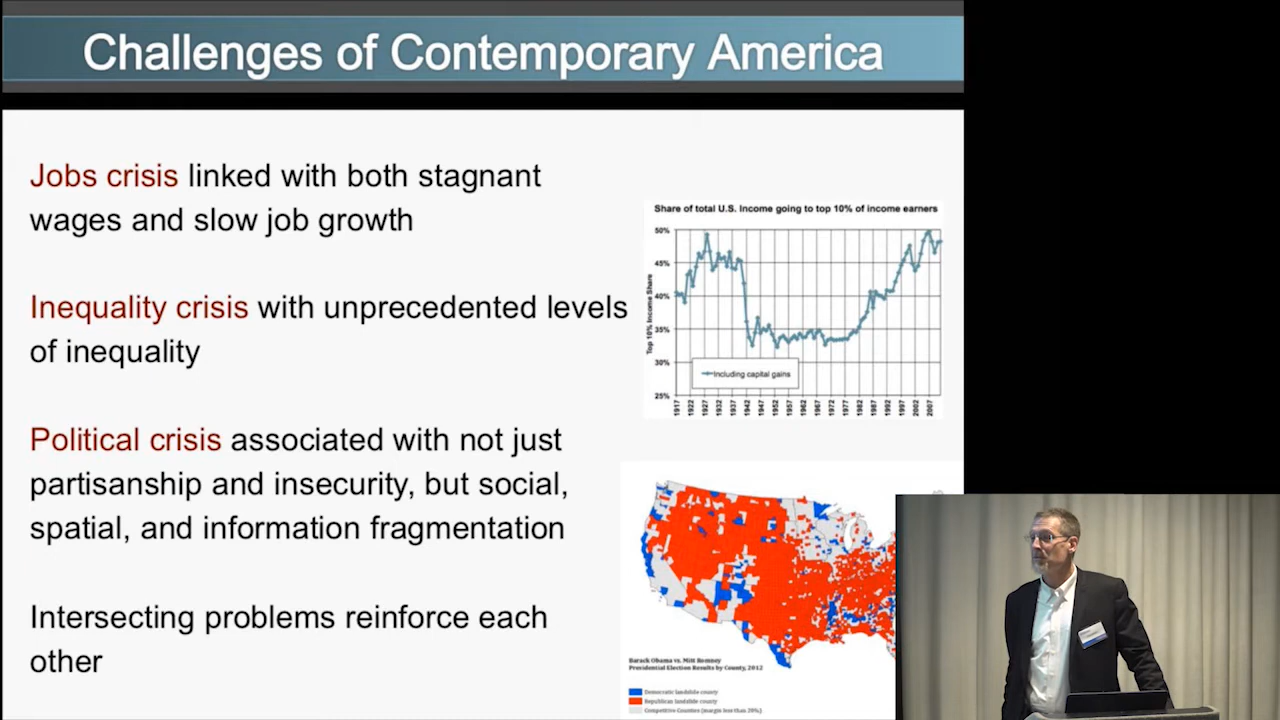 Challenges of Contemporary America
Jobs crisis linked with both stagnant
wages and slow job growth
Inequality crisis with unprecedented levels
of inequality
Political crisis associated with not just
partisanship and insecurity, but social,
spatial, and information fragmentation
Intersecting problems reinforce each
other
Share of total U.S. Income going to top 10% of income earners
Top 10% Income Share
50%
45%
40%
35%
30%
25%
Including capital gains
1917
1922
1927
1932
1937
1942
1947
1952
1957
1962
1967
1972
1977
1982
1987
1992
1997
2002
2007
Barack Obama vs. Mitt Romney
Presidential Election Results by County, 2012
Democratic landslide county
Republican landslide county
Competitive Counties (margin less than 20%)